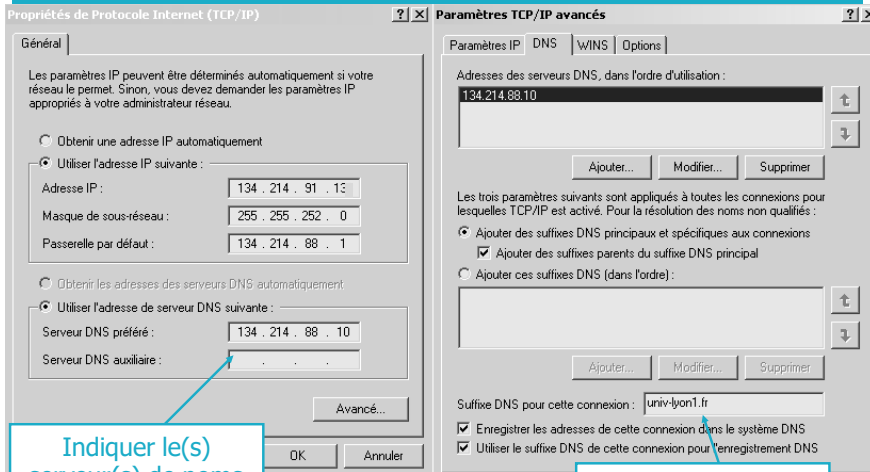 Propriétés de Protocole Internet (TCP/IP)
Général
Les paramètres IP peuvent être déterminés automatiquement si votre
réseau le permet. Sinon, vous devez demander les paramètres IP
appropriés à votre administrateur réseau.
Obtenir une adresse IP automatiquement
Utiliser l'adresse IP suivante :
Adresse IP : 134 . 214 . 91 . 13
Masque de sous-réseau : 255 . 255 . 252 . 0
Passerelle par défaut : 134 . 214 . 88 . 1
Obtenir les adresses des serveurs DNS automatiquement
Utiliser l'adresse de serveur DNS suivante :
Serveur DNS préféré : 134 . 214 . 88 . 10
Serveur DNS auxiliaire : . . .
Avancé...
OK Annuler
Indiquer le(s)
serveur(s) de noms
Paramètres TCP/IP avancés
Paramètres IP DNS WINS Options
Adresses des serveurs DNS, dans l'ordre d'utilisation :
134.214.88.10
Ajouter... Modifier... Supprimer
Les trois paramètres suivants sont appliqués à toutes les connexions pour
lesquelles TCP/IP est activé. Pour la résolution des noms non qualifiés :
Ajouter des suffixes DNS principaux et spécifiques aux connexions
Ajouter des suffixes parents du suffixe DNS principal
Ajouter ces suffixes DNS (dans l'ordre) :
Ajouter... Modifier... Supprimer
Suffixe DNS pour cette connexion : univ-lyon1.fr
Enregistrer les adresses de cette connexion dans le système DNS
Utiliser le suffixe DNS de cette connexion pour l'enregistrement DNS